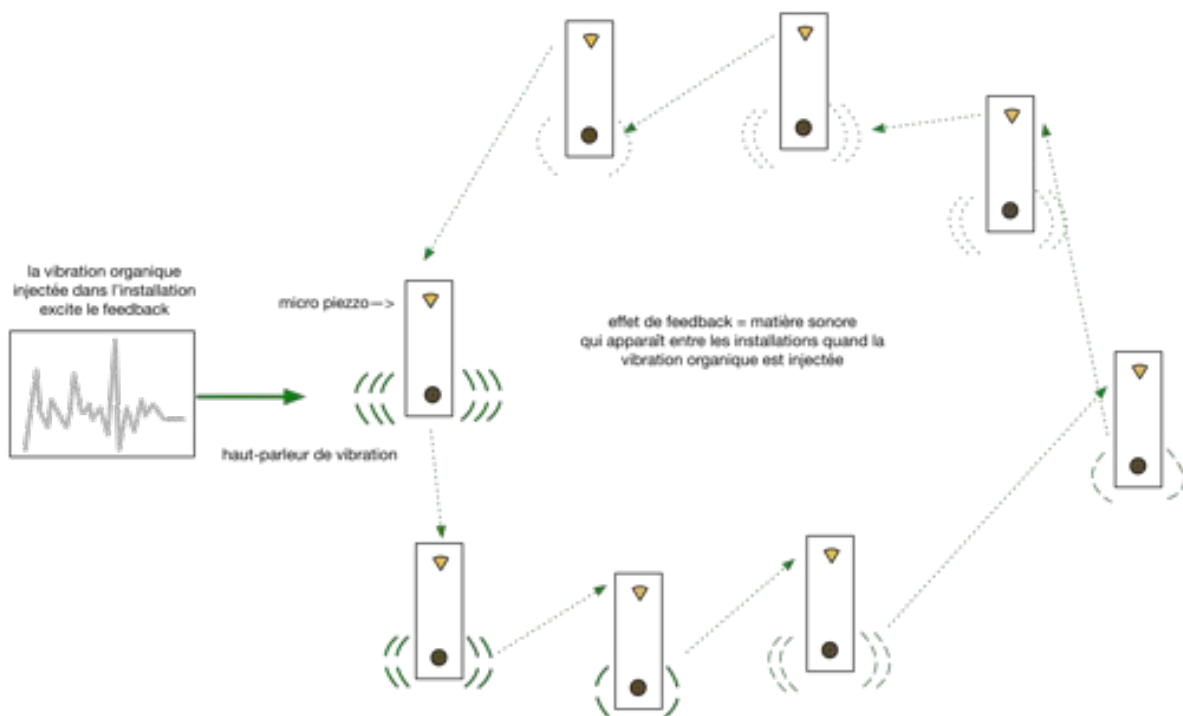 la vibration organique
injectée dans l'installation
excite le feedback
micro piezzo—>
effet de feedback = matière sonore
qui apparaît entre les installations quand la
vibration organique est injectée
haut-parleur de vibration